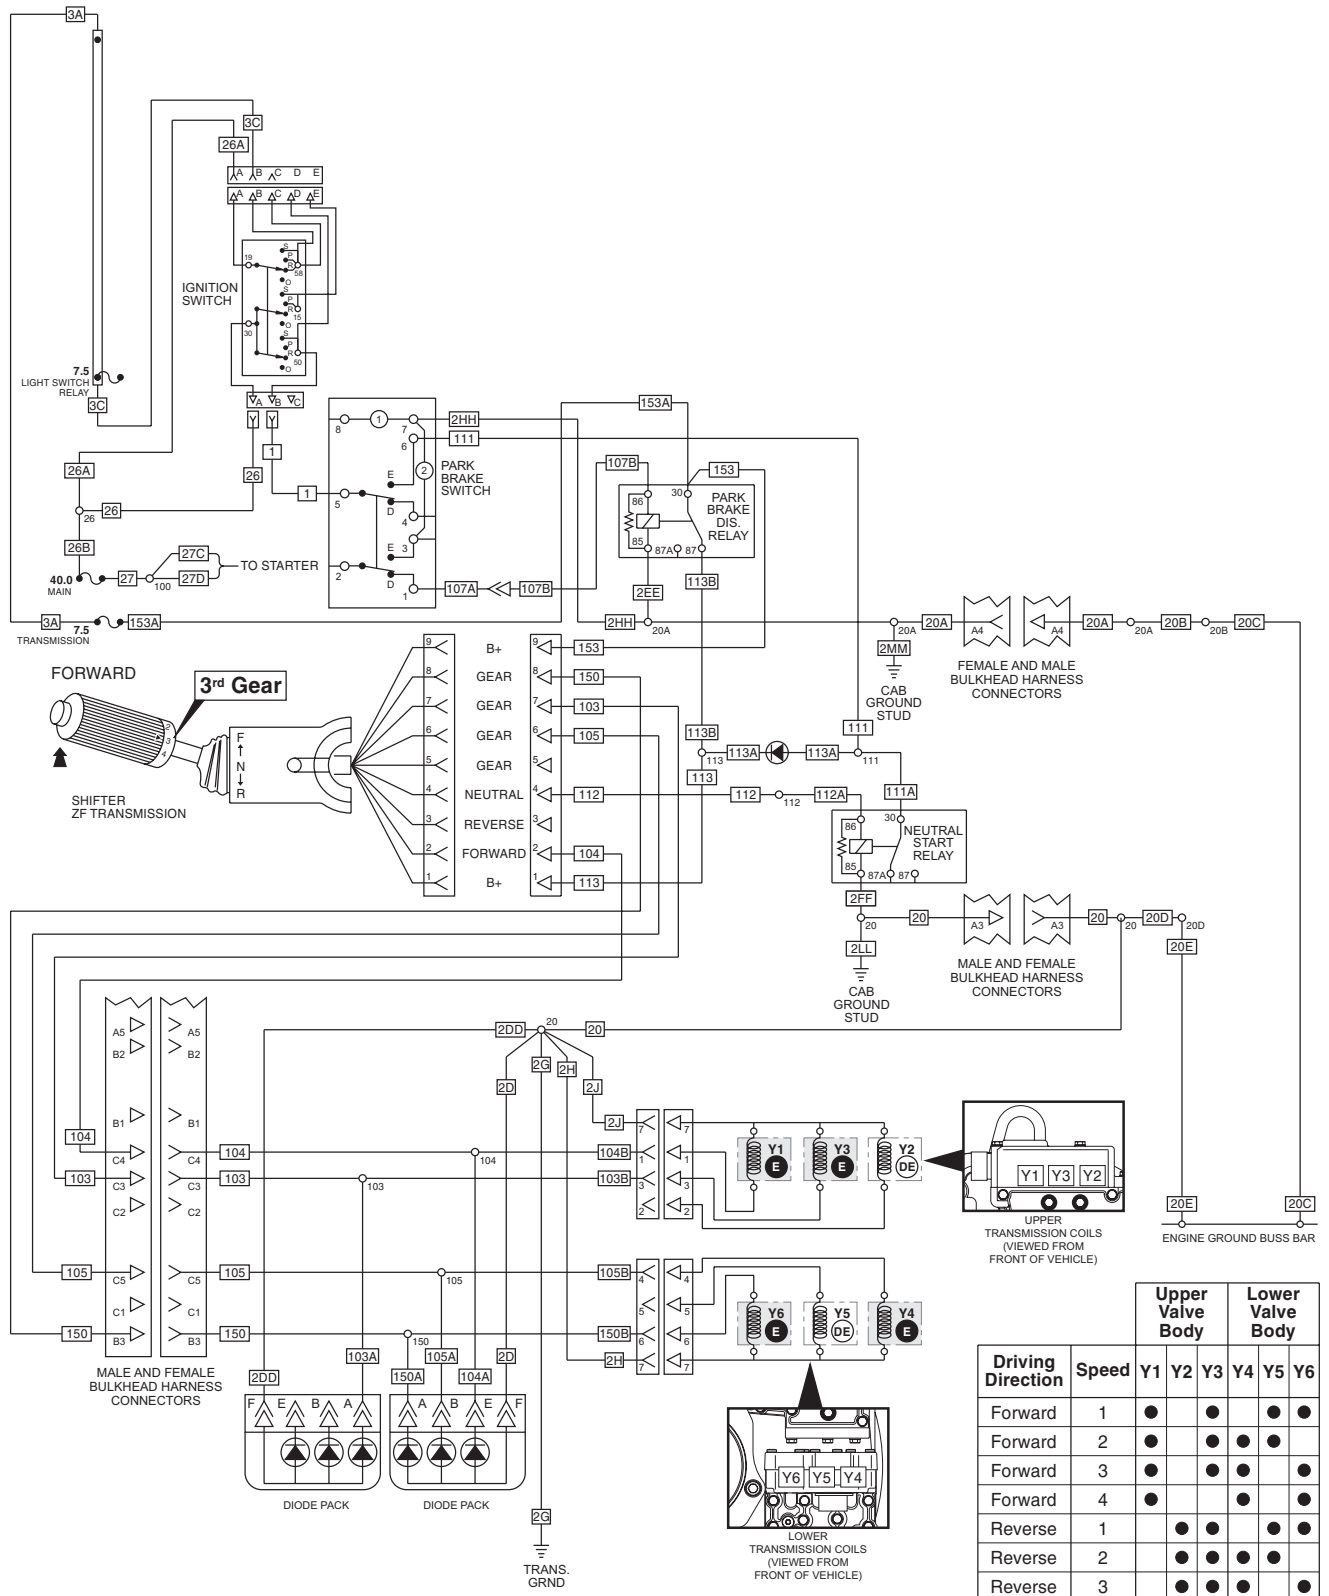 3A
3C
26A
A B C D E
A B C D E
S
P
R
O
19
58
S
P
R
O
15
S
P
R
O
30
50
IGNITION
SWITCH
7.5
LIGHT SWITCH
RELAY
3C
A B C
Y Y
1
26
26A
26
26
26B
40.0
MAIN
27
100
27C
27D
TO STARTER
3A
7.5
TRANSMISSION
153A
8
1
7
6
2
PARK
BRAKE
SWITCH
E
D
5
4
3
E
D
2
1
1
2HH
111
107A
107B
153A
107B
153
86
30
PARK
BRAKE
DIS.
RELAY
85
87A
87
113B
2EE
2HH
20A
20A
20A
2MM
CAB
GROUND
STUD
A4
A4
20A
20A
20B
20B
20C
FEMALE AND MALE
BULKHEAD HARNESS
CONNECTORS
FORWARD
3rd Gear
2
3
4
F
N
R
SHIFTER
ZF TRANSMISSION
9 B+ 9 153
8 GEAR 8 150
7 GEAR 7 103
6 GEAR 6 105
5 GEAR 5
4 NEUTRAL 4 112
3 REVERSE 3
2 FORWARD 2 104
1 B+ 1 113
113B
113
113
113A
113A
111
111
111A
112
112
112A
86
30
NEUTRAL
START
RELAY
85
87A
87
2FF
20
20
2LL
CAB
GROUND
STUD
A3
A3
20
20
20D
20D
20E
MALE AND FEMALE
BULKHEAD HARNESS
CONNECTORS
A5 A5
B2 B2
B1 B1
104
C4 C4 104 104 104B
103 C3 C3 103 103 103B
C2 C2
105 C5 C5 105 105 105B
C1 C1
150 B3 B3 150 150 150B
MALE AND FEMALE
BULKHEAD HARNESS
CONNECTORS
2DD
20
20
2G
2H
2D
2J
2J
7 7
1 1
3 3
2 2
Y1
E
Y3
E
Y2
DE
Y1 Y3 Y2
UPPER
TRANSMISSION COILS
(VIEWED FROM
FRONT OF VEHICLE)
20E
20C
ENGINE GROUND BUSS BAR
4 4
5 5
6 6
2H
7 7
Y6
E
Y5
DE
Y4
E
Y6 Y5 Y4
LOWER
TRANSMISSION COILS
(VIEWED FROM
FRONT OF VEHICLE)
2DD
103A
150A
105A
104A
2D
F E B A
A B E F
DIODE PACK
DIODE PACK
2G
TRANS.
GRND
Upper
Valve
Body
Lower
Valve
Body
Driving
Direction
Speed Y1 Y2 Y3 Y4 Y5 Y6
Forward 1 ● ● ● ●
Forward 2 ● ● ● ●
Forward 3 ● ● ● ●
Forward 4 ● ● ●
Reverse 1 ● ● ● ●
Reverse 2 ● ● ● ●
Reverse 3 ● ● ● ●